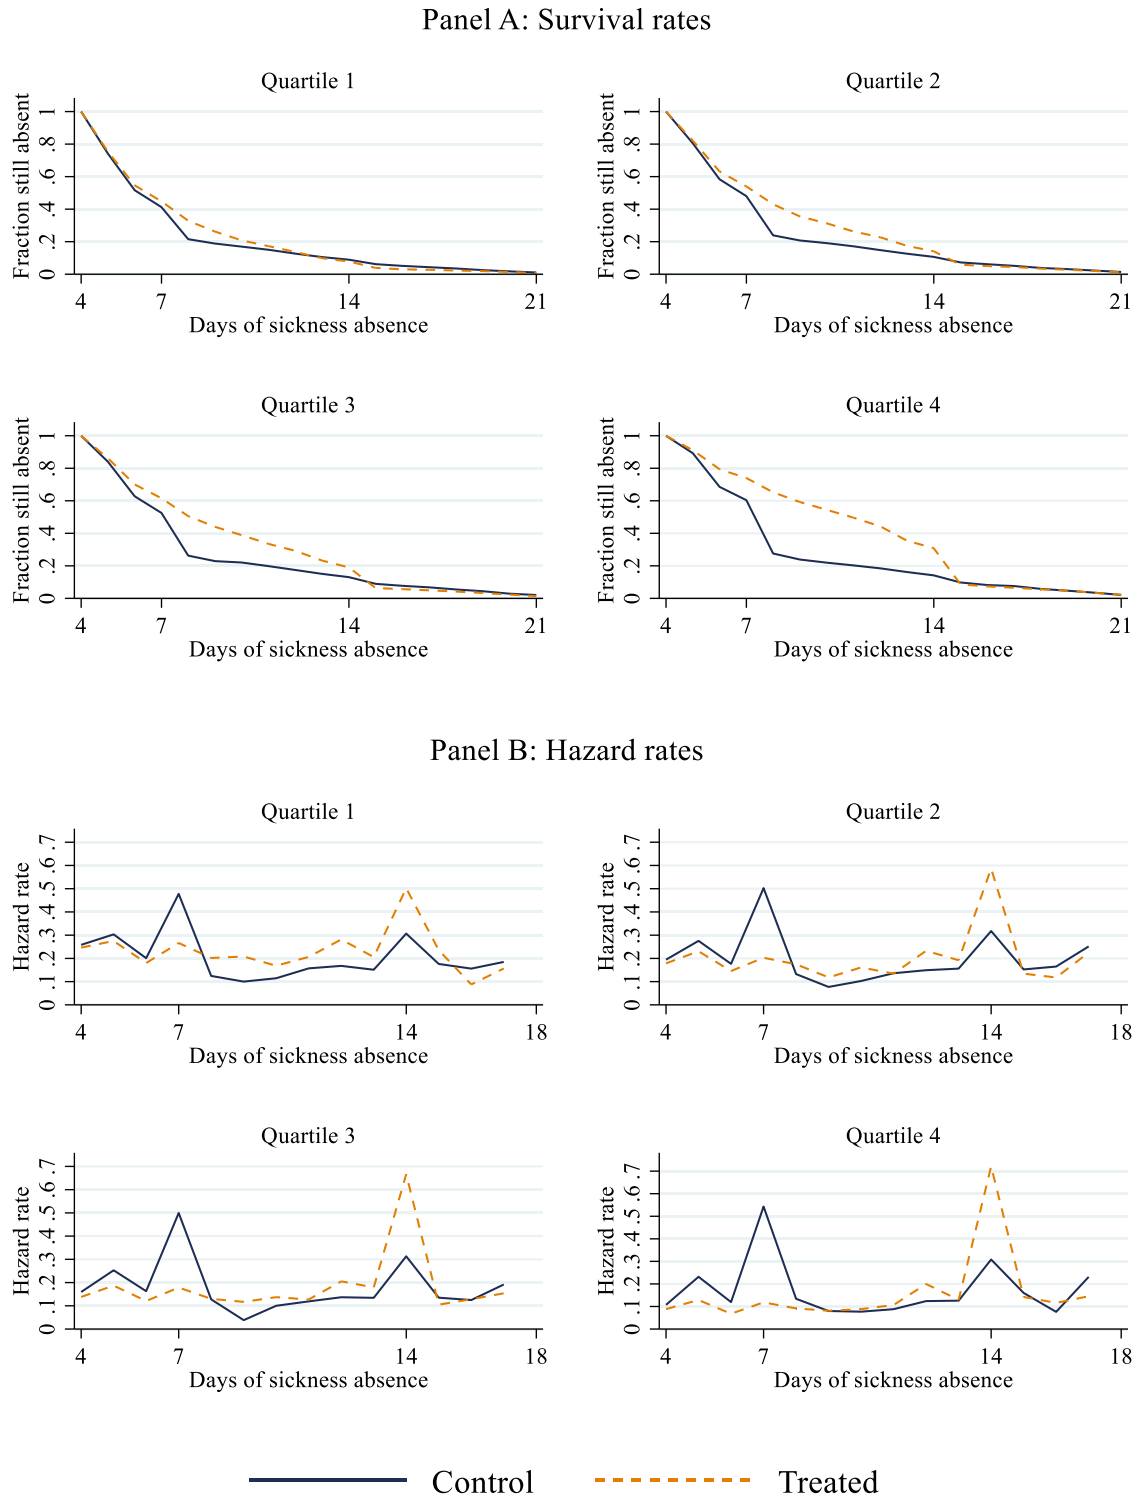 Panel A: Survival rates
Quartile 1
Fraction still absent
0 .2 .4 .6 .8 1
4 7 14 21
Days of sickness absence
Quartile 2
Fraction still absent
0 .2 .4 .6 .8 1
4 7 14 21
Days of sickness absence
Quartile 3
Fraction still absent
0 .2 .4 .6 .8 1
4 7 14 21
Days of sickness absence
Quartile 4
Fraction still absent
0 .2 .4 .6 .8 1
4 7 14 21
Days of sickness absence
Panel B: Hazard rates
Quartile 1
Hazard rate
0 .1 .2 .3 .4 .5 .6 .7
4 7 14 18
Days of sickness absence
Quartile 2
Hazard rate
0 .1 .2 .3 .4 .5 .6 .7
4 7 14 18
Days of sickness absence
Quartile 3
Hazard rate
0 .1 .2 .3 .4 .5 .6 .7
4 7 14 18
Days of sickness absence
Quartile 4
Hazard rate
0 .1 .2 .3 .4 .5 .6 .7
4 7 14 18
Days of sickness absence
Control Treated